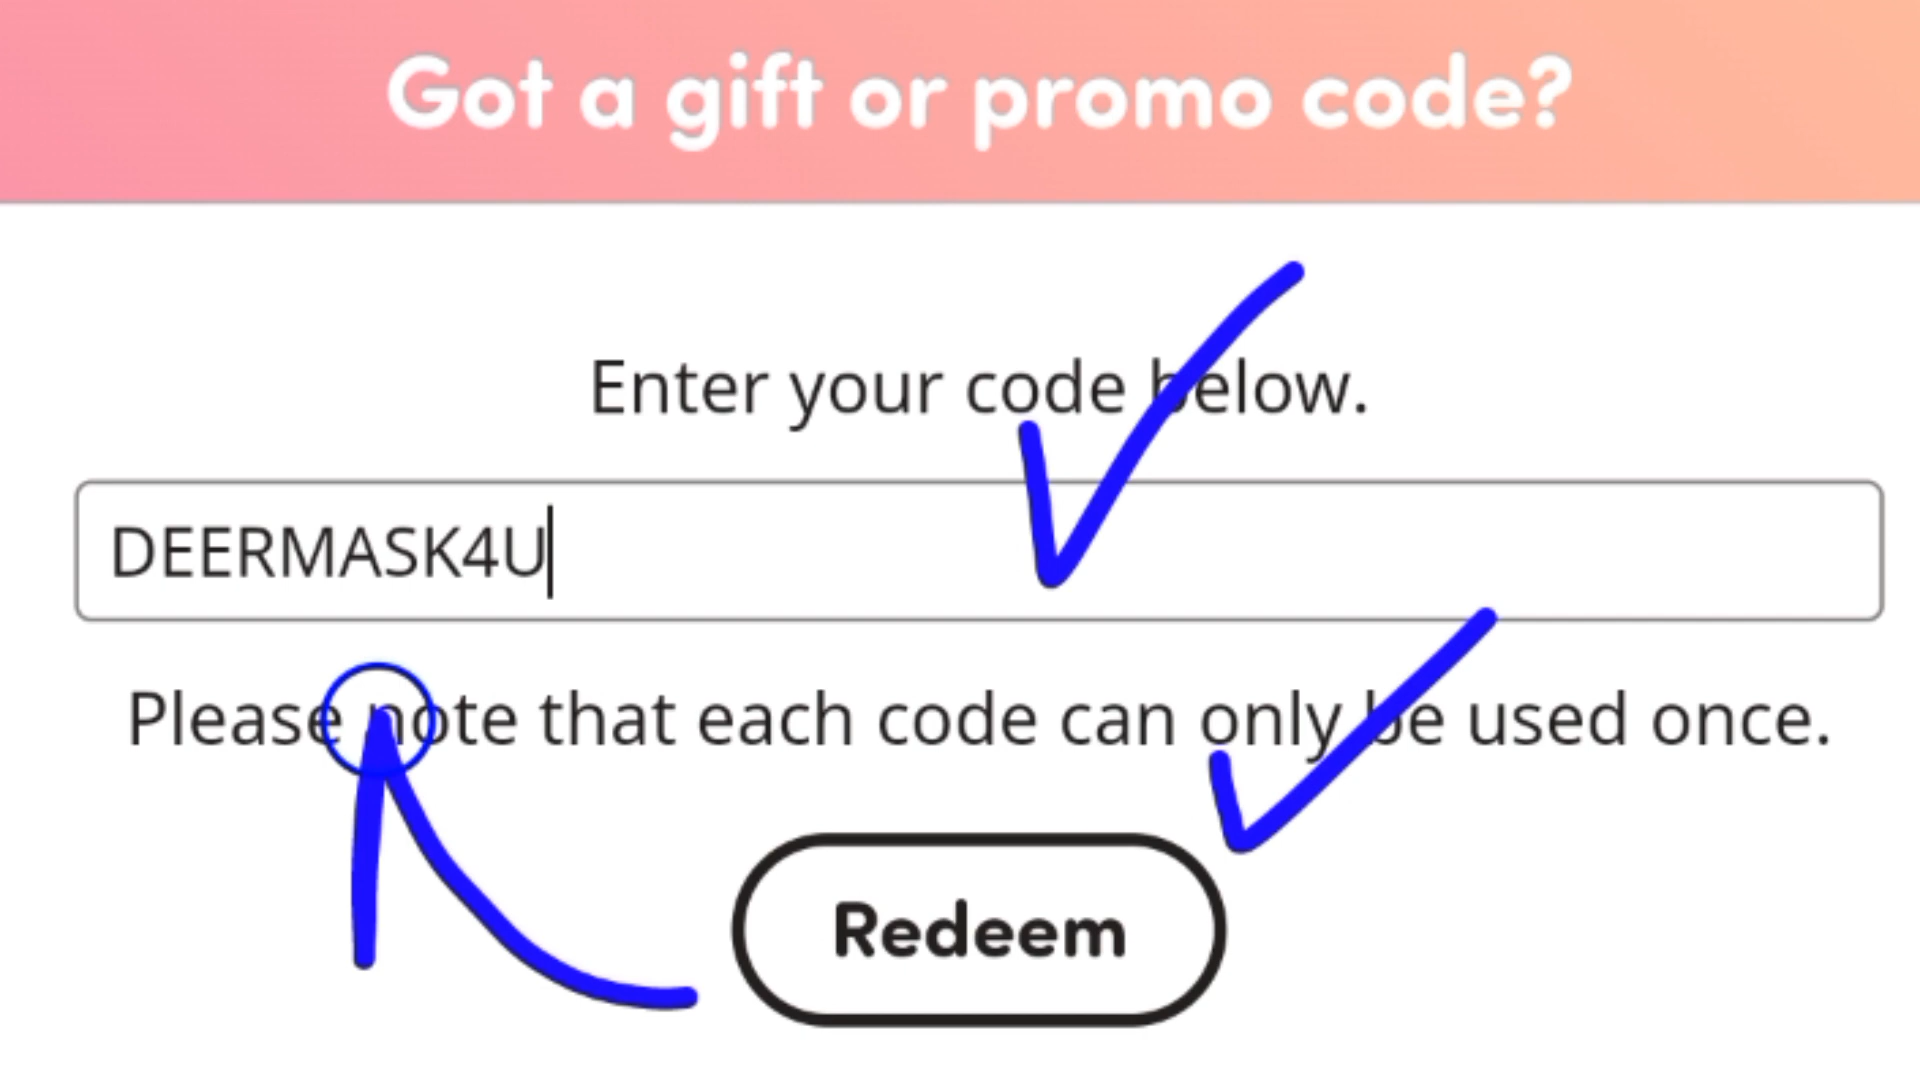 Got a gift or promo code?
Enter your code below.
DEERMASK4U
Please note that each code can only be used once.
Redeem